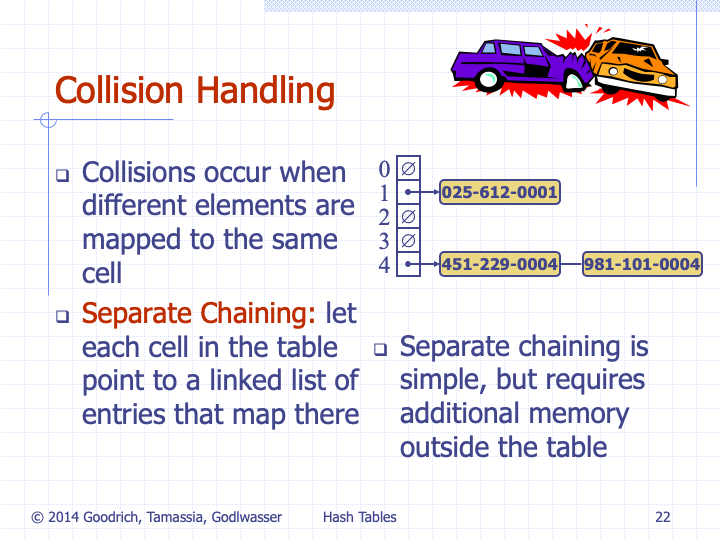 Collision Handling
❑ Collisions occur when
different elements are
mapped to the same
cell
❑ Separate Chaining: let
each cell in the table
point to a linked list of
entries that map there
0 ∅
1 025-612-0001
2 ∅
3 ∅
4 451-229-0004 981-101-0004
❑ Separate chaining is
simple, but requires
additional memory
outside the table
© 2014 Goodrich, Tamassia, Godlwasser Hash Tables 22